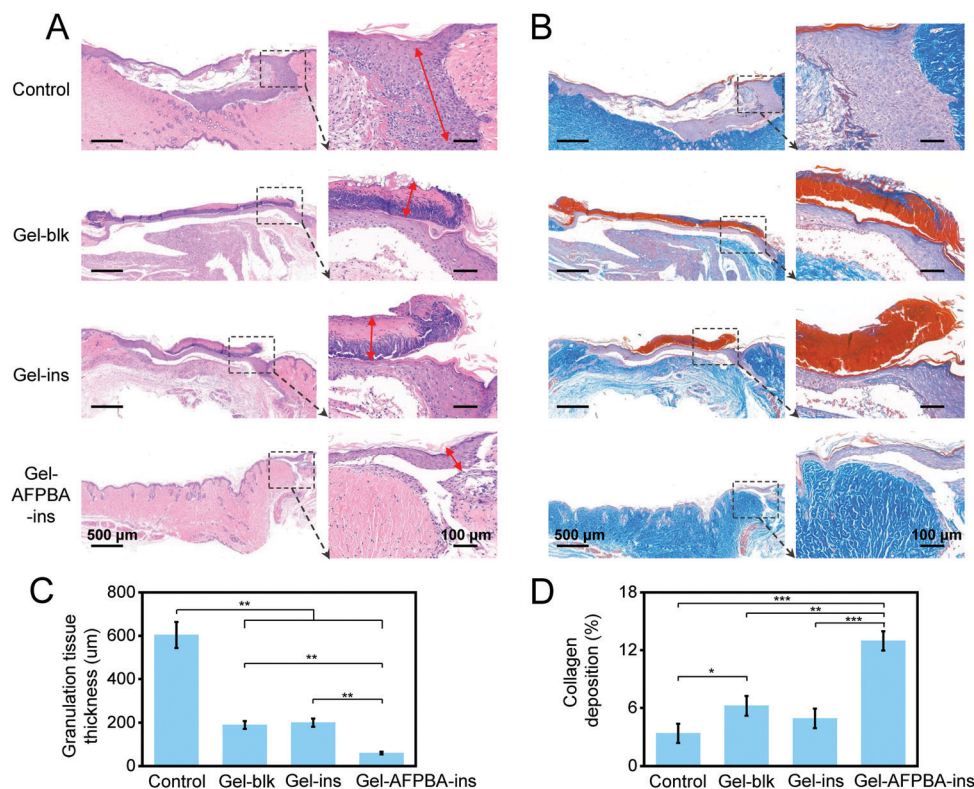 A
B
Control
Gel-blk
Gel-ins
Gel-
AFPBA
-ins
500 µm
100 µm
500 µm
100 µm
C
Granulation tissue
thickness (um)
800
600
400
200
0
**
**
**
Control
Gel-blk
Gel-ins
Gel-AFPBA-ins
D
Collagen
deposition (%)
18
12
6
0
***
**
***
*
Control
Gel-blk
Gel-ins
Gel-AFPBA-ins